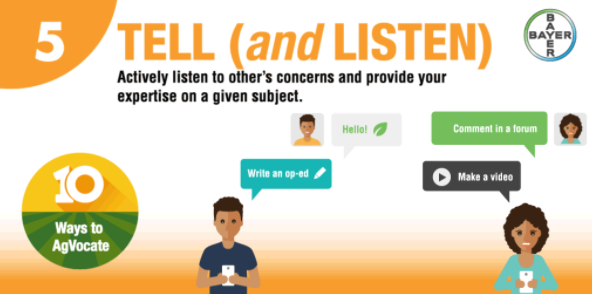 5
TELL (and LISTEN)
BAYER
BAYER
Actively listen to other's concerns and provide your
expertise on a given subject.
Hello!
Comment in a forum
Write an op-ed
Make a video
10
Ways to
AgVocate